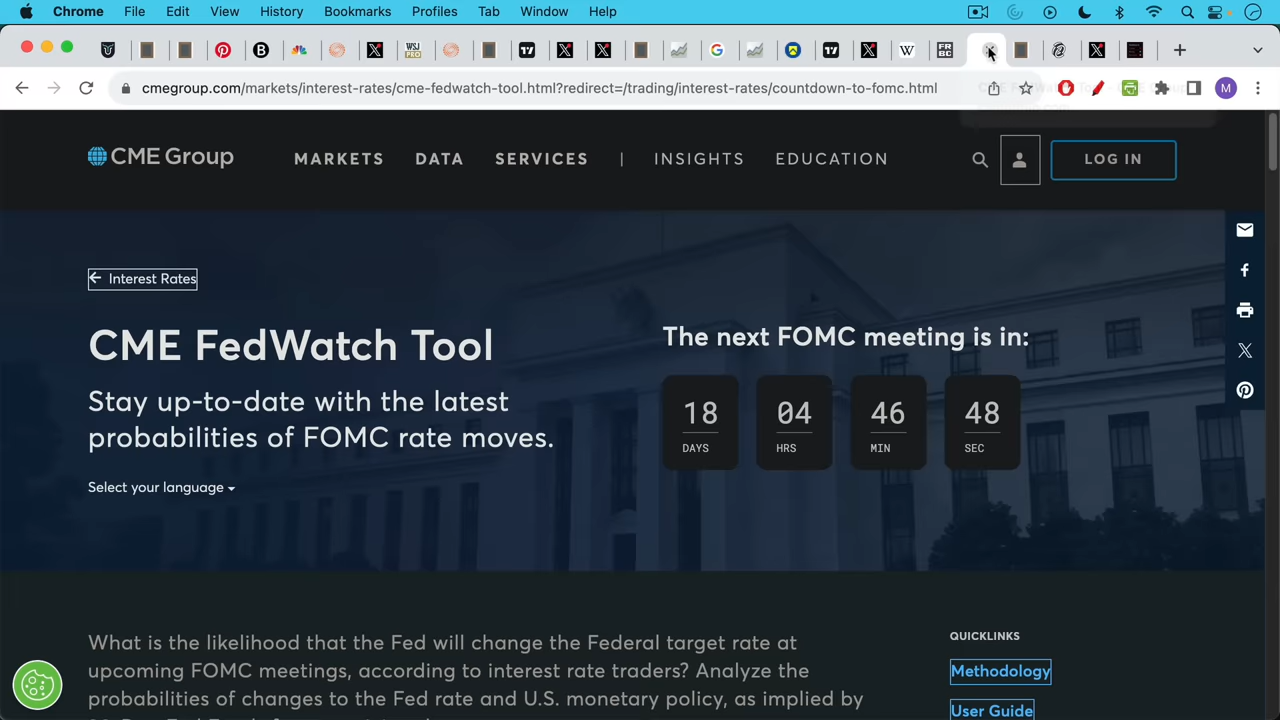 Chrome File Edit View History Bookmarks Profiles Tab Window Help
cmegroup.com/markets/interest-rates/cme-fedwatch-tool.html?redirect=/trading/interest-rates/countdown-to-fomc.html
CME Group MARKETS DATA SERVICES | INSIGHTS EDUCATION LOG IN
← Interest Rates
CME FedWatch Tool
Stay up-to-date with the latest
probabilities of FOMC rate moves.
Select your language
The next FOMC meeting is in:
18 04 46 48
DAYS HRS MIN SEC
What is the likelihood that the Fed will change the Federal target rate at
upcoming FOMC meetings, according to interest rate traders? Analyze the
probabilities of changes to the Fed rate and U.S. monetary policy, as implied by
QUICKLINKS
Methodology
User Guide